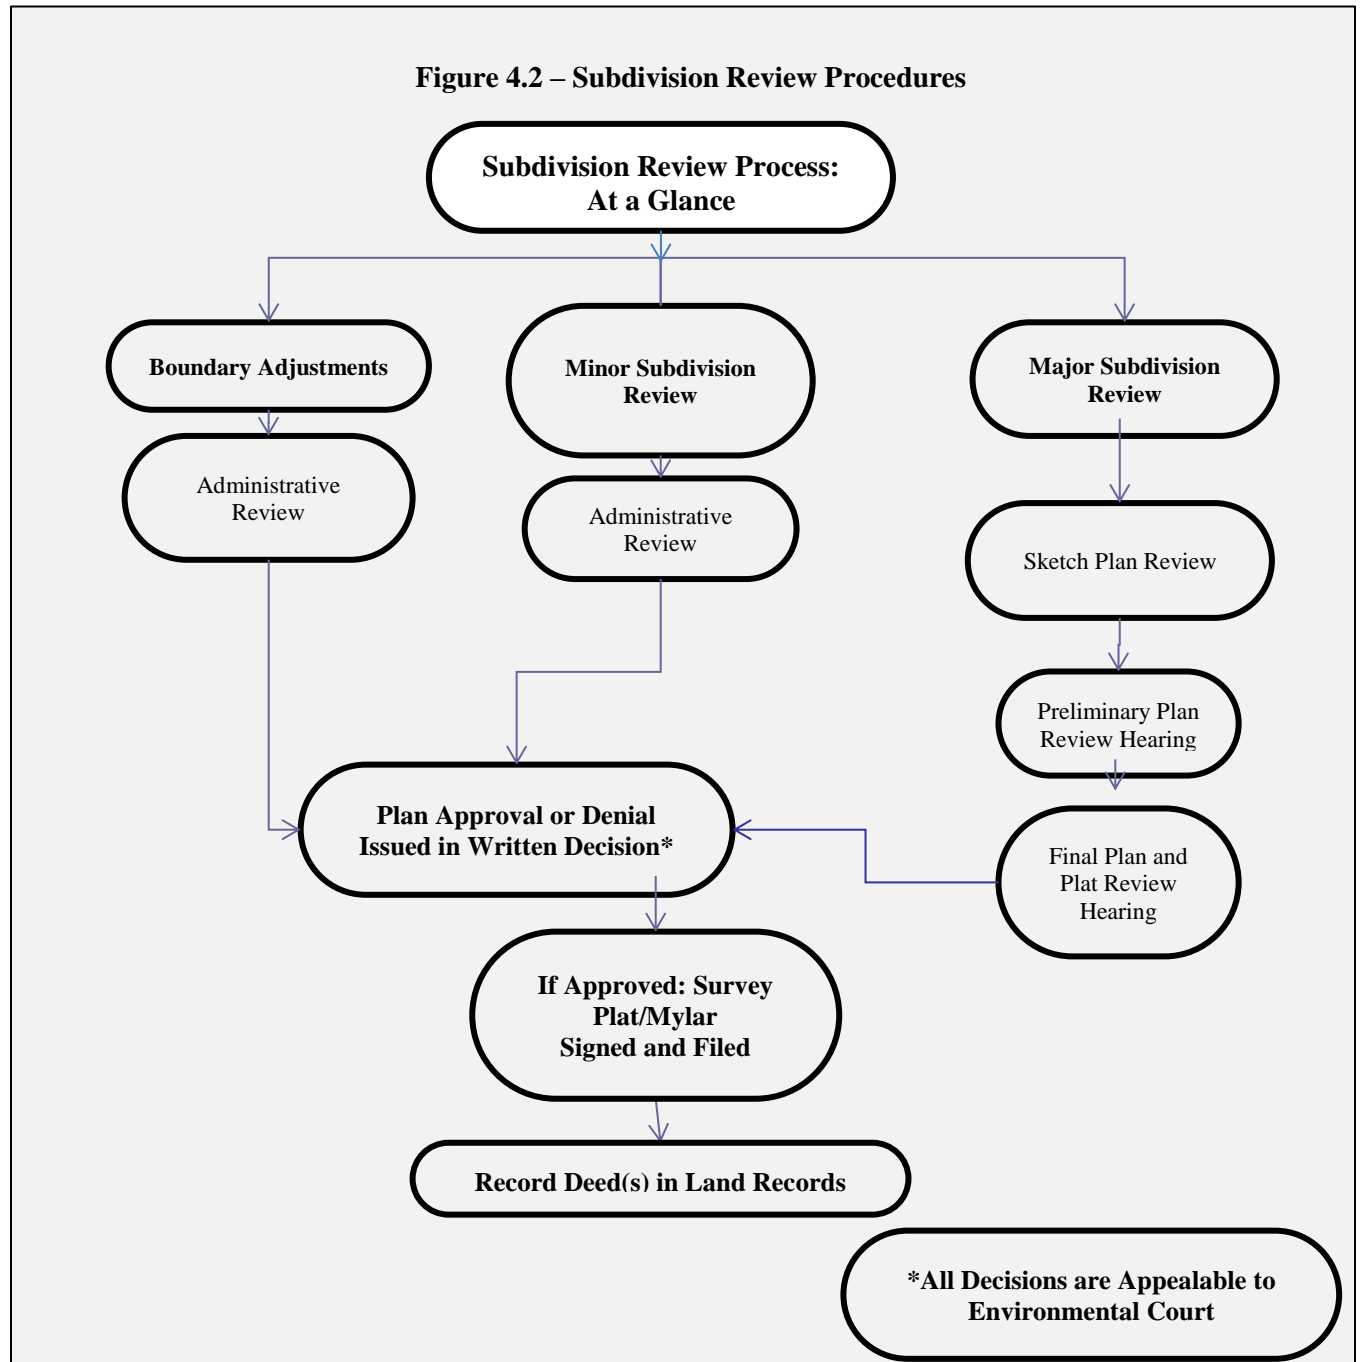 Figure 4.2 – Subdivision Review Procedures
Subdivision Review Process:
At a Glance
Boundary Adjustments
Minor Subdivision
Review
Major Subdivision
Review
Administrative
Review
Administrative
Review
Sketch Plan Review
Preliminary Plan
Review Hearing
Plan Approval or Denial
Issued in Written Decision*
Final Plan and
Plat Review
Hearing
If Approved: Survey
Plat/Mylar
Signed and Filed
Record Deed(s) in Land Records
*All Decisions are Appealable to
Environmental Court